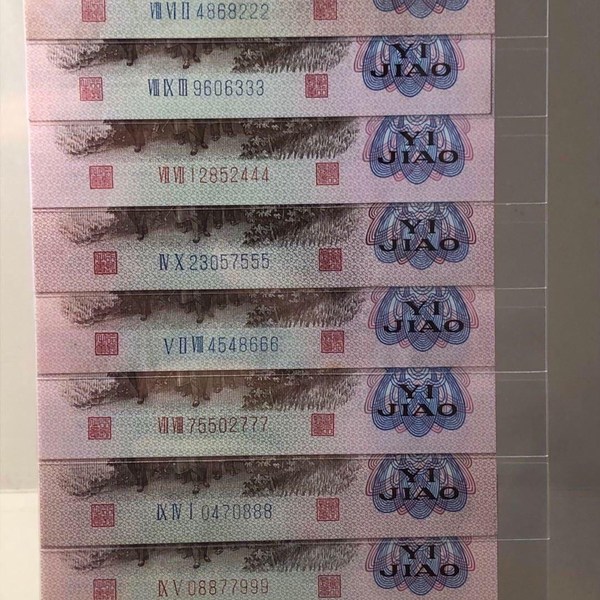 Ⅷ Ⅵ Ⅱ 4868222
Ⅷ Ⅸ Ⅲ 9606333
YI
JIAO
Ⅶ Ⅶ Ⅰ 2852444
YI
JIAO
Ⅳ Ⅹ 23057555
YI
JIAO
Ⅴ Ⅱ Ⅷ 4548666
YI
JIAO
Ⅶ Ⅷ 75502777
YI
JIAO
Ⅸ Ⅳ Ⅰ 0470888
YI
JIAO
Ⅸ Ⅴ 08877999
YI
JIAO